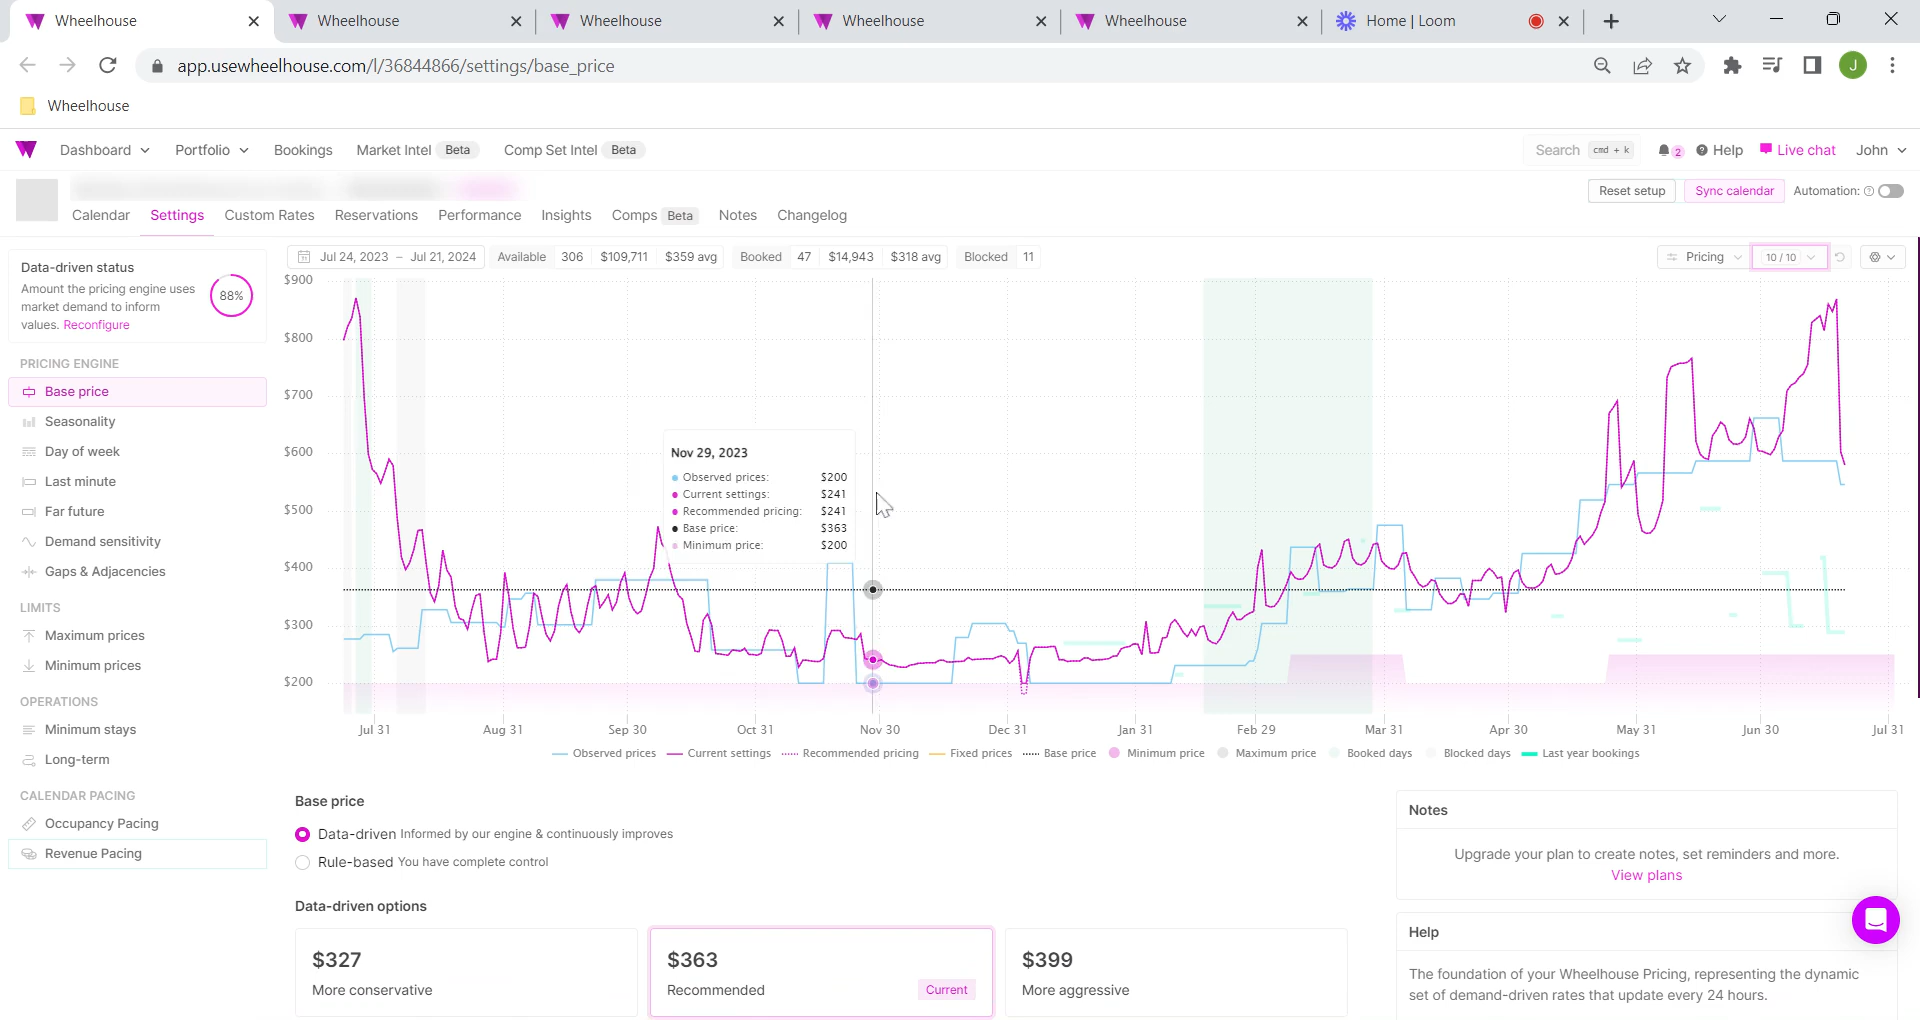 Wheelhouse
Wheelhouse
Wheelhouse
Wheelhouse
Wheelhouse
Home | Loom
app.usewheelhouse.com/l/36844866/settings/base_price
J
Wheelhouse
Dashboard
Portfolio
Bookings
Market Intel Beta
Comp Set Intel Beta
Search cmd + k
2
Help
Live chat
John
Reset setup
Sync calendar
Automation:
Calendar
Settings
Custom Rates
Reservations
Performance
Insights
Comps Beta
Notes
Changelog
Data-driven status
Amount the pricing engine uses
market demand to inform
values. Reconfigure
88%
Jul 24, 2023 – Jul 21, 2024
Available 306 $109,711 $359 avg
Booked 47 $14,943 $318 avg
Blocked 11
Pricing
10 / 10
PRICING ENGINE
Base price
Seasonality
Day of week
Last minute
Far future
Demand sensitivity
Gaps & Adjacencies
LIMITS
Maximum prices
Minimum prices
OPERATIONS
Minimum stays
Long-term
CALENDAR PACING
Occupancy Pacing
Revenue Pacing
$900
$800
$700
$600
$500
$400
$300
$200
Nov 29, 2023
Observed prices: $200
Current settings: $241
Recommended pricing: $241
Base price: $363
Minimum price: $200
Jul 31 Aug 31 Sep 30 Oct 31 Nov 30 Dec 31 Jan 31 Feb 29 Mar 31 Apr 30 May 31 Jun 30 Jul 31
Observed prices Current settings Recommended pricing Fixed prices Base price Minimum price Maximum price Booked days Blocked days Last year bookings
Base price
Data-driven Informed by our engine & continuously improves
Rule-based You have complete control
Data-driven options
$327
More conservative
$363
Recommended
Current
$399
More aggressive
Notes
Upgrade your plan to create notes, set reminders and more.
View plans
Help
The foundation of your Wheelhouse Pricing, representing the dynamic
set of demand-driven rates that update every 24 hours.